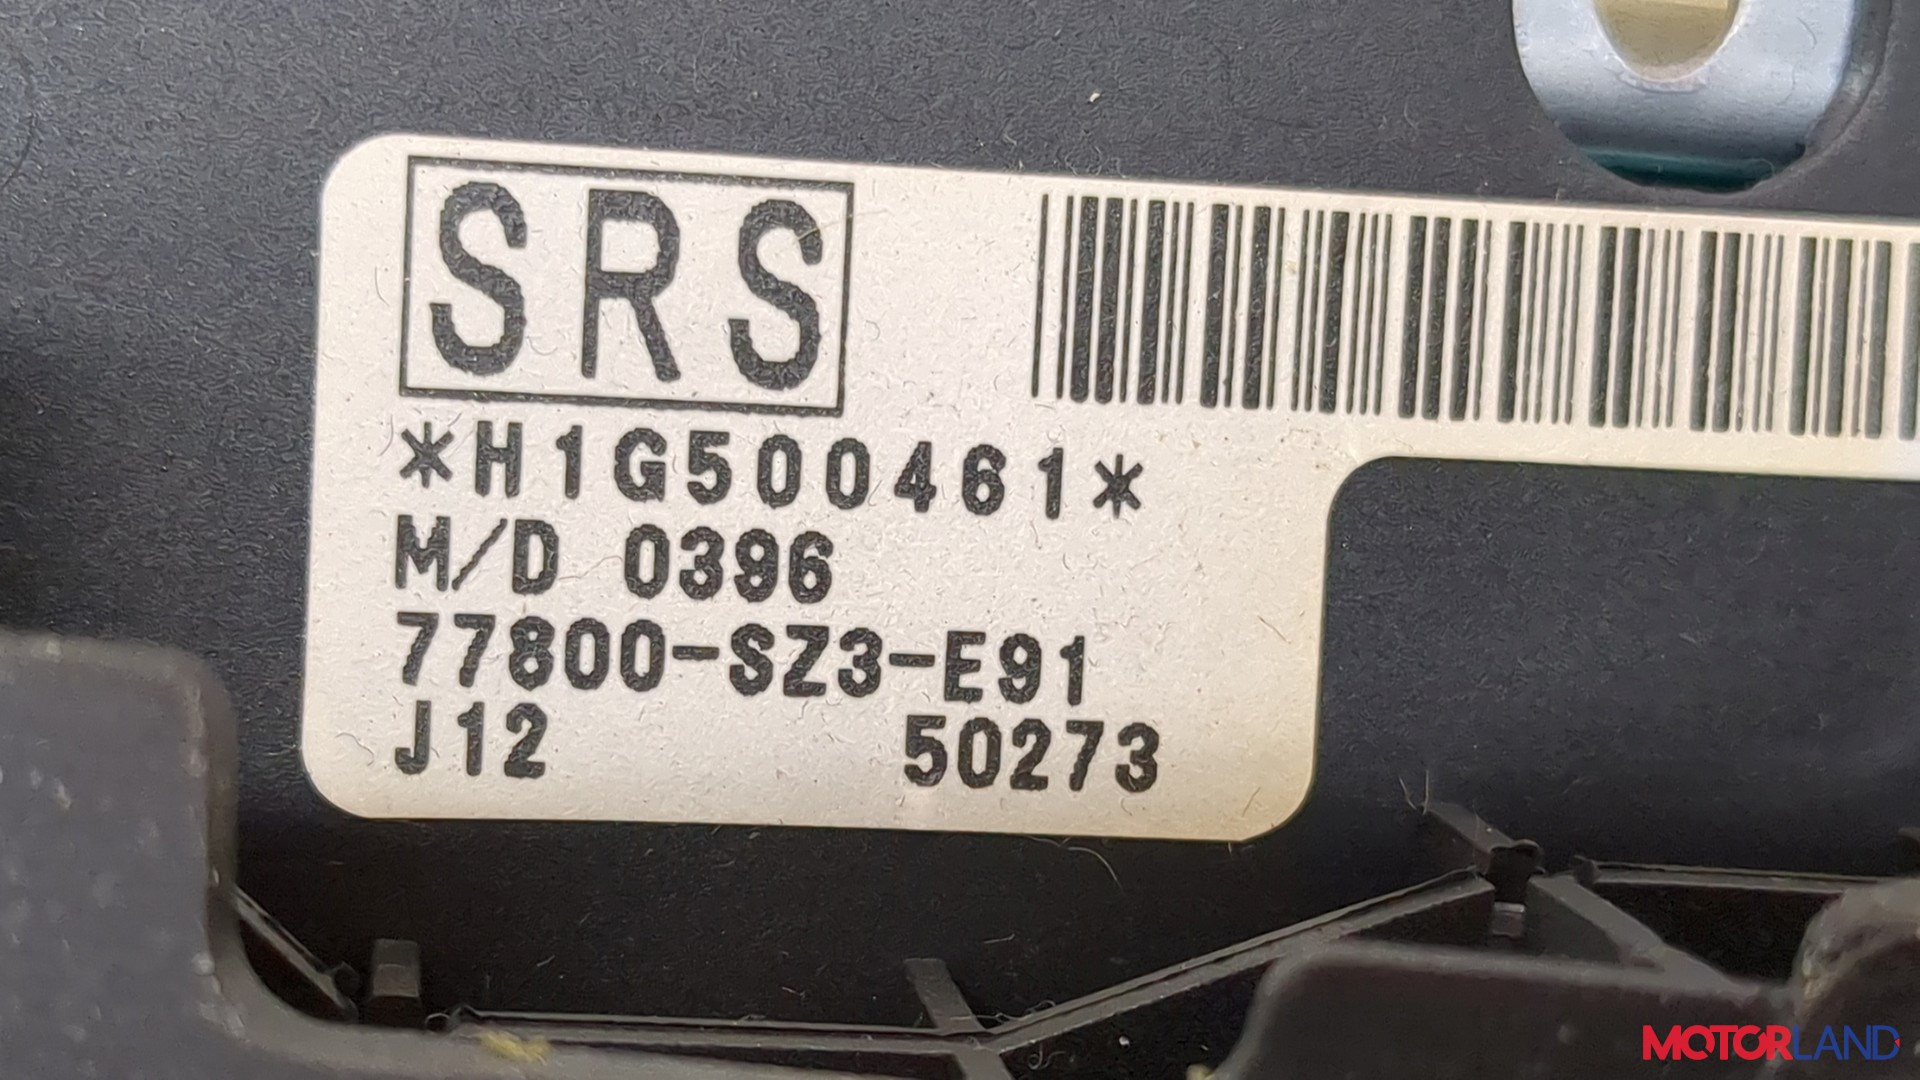 SRS
*H1G500461*
M/D 0396
77800-SZ3-E91
J12 50273
MOTORLAND